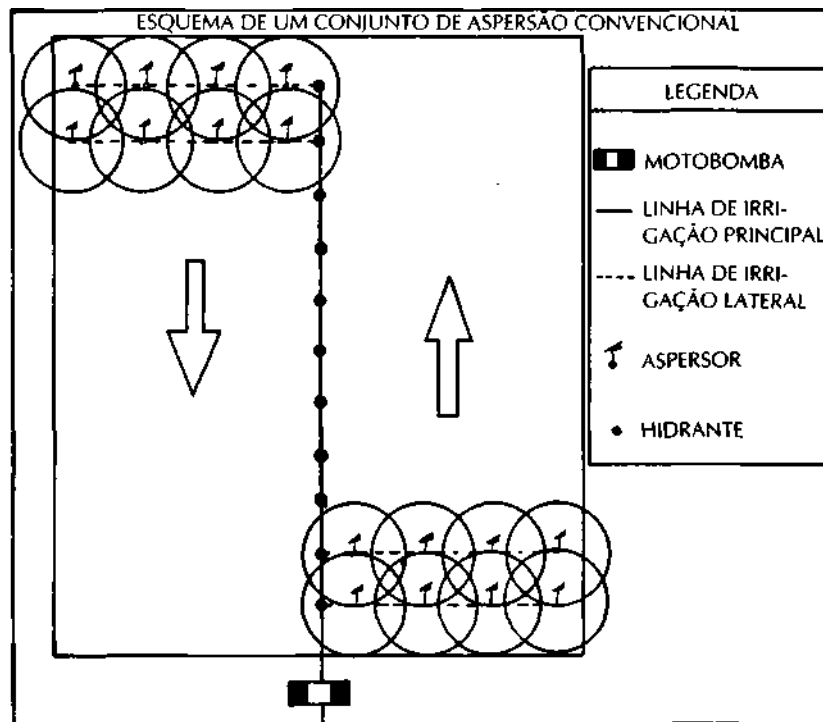 ESQUEMA DE UM CONJUNTO DE ASPERSÃO CONVENCIONAL
LEGENDA
MOTOBOMBA
LINHA DE IRRI-
GAÇÃO PRINCIPAL
LINHA DE IRRI-
GAÇÃO LATERAL
ASPERSOR
HIDRANTE